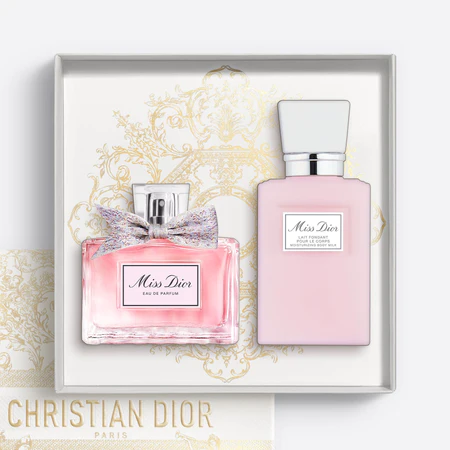 Miss Dior
EAU DE PARFUM
Miss Dior
LAIT FONDANT
POUR LE CORPS
MOISTURIZING BODY MILK
CHRISTIAN DIOR
PARIS